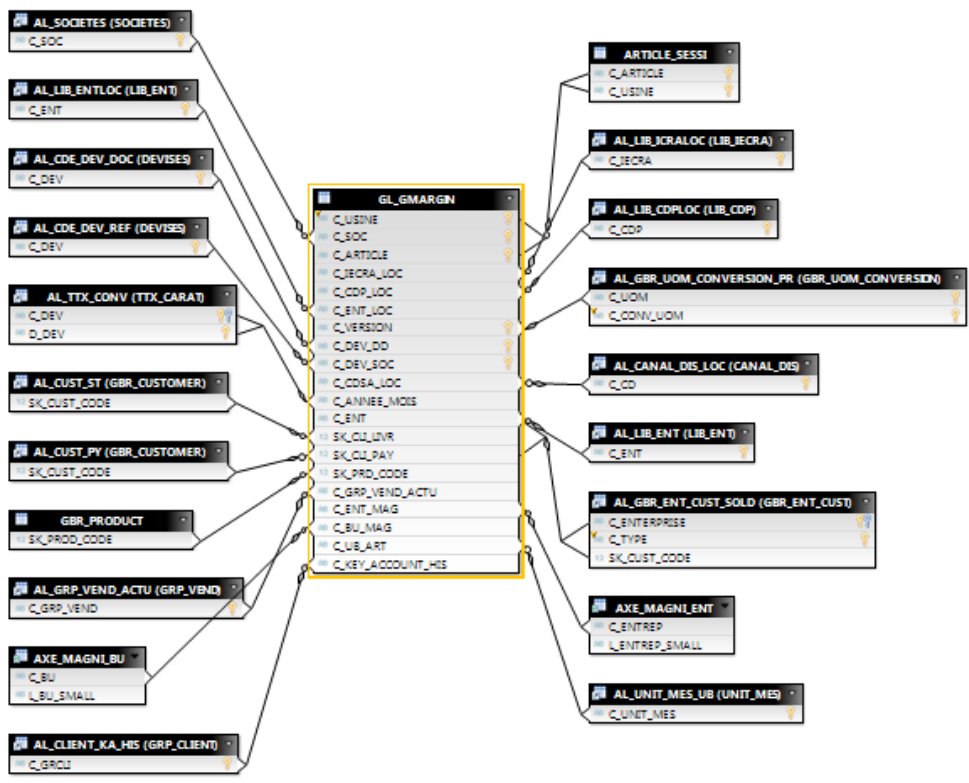 AL_SOCIETES (SOCIETES)
C_SOC
AL_LIB_ENTLOC (LIB_ENT)
C_ENT
AL_CDE_DEV_DOC (DEVISES)
C_DEV
AL_CDE_DEV_REF (DEVISES)
C_DEV
AL_TTX_CONV (TTX_CARAT)
C_DEV
D_DEV
AL_CUST_ST (GBR_CUSTOMER)
SK_CUST_CODE
AL_CUST_PY (GBR_CUSTOMER)
SK_CUST_CODE
GBR_PRODUCT
SK_PROD_CODE
AL_GRP_VEND_ACTU (GRP_VEND)
C_GRP_VEND
AXE_MAGNI_BU
C_BU
L_BU_SMALL
AL_CLIENT_KA_HIS (GRP_CLIENT)
C_GRCLI
GL_GMARGIN
C_USINE
C_SOC
C_ARTICLE
C_IECRA_LOC
C_CDP_LOC
C_ENT_LOC
C_VERSION
C_DEV_DD
C_DEV_SOC
C_CDSA_LOC
C_ANNEE_MOIS
C_ENT
SK_CLI_LIVR
SK_CLI_PAY
SK_PRD_CODE
C_GRP_VEND_ACTU
C_ENT_MAG
C_BU_MAG
C_UB_ART
C_KEY_ACCOUNT_HIS
ARTICLE_SESSI
C_ARTICLE
C_USINE
AL_LIB_ICRALOC (LIB_IECRA)
C_IECRA
AL_LIB_CDPLOC (LIB_CDP)
C_CDP
AL_GBR_UOM_CONVERSION_PR (GBR_UOM_CONVERSION)
C_UOM
C_CONV_UOM
AL_CANAL_DIS_LOC (CANAL_DIS)
C_CD
AL_LIB_ENT (LIB_ENT)
C_ENT
AL_GBR_ENT_CUST_SOLD (GBR_ENT_CUST)
C_ENTERPRISE
C_TYPE
SK_CUST_CODE
AXE_MAGNI_ENT
C_ENTREP
L_ENTREP_SMALL
AL_UNIT_MES_UB (UNIT_MES)
C_UNIT_MES